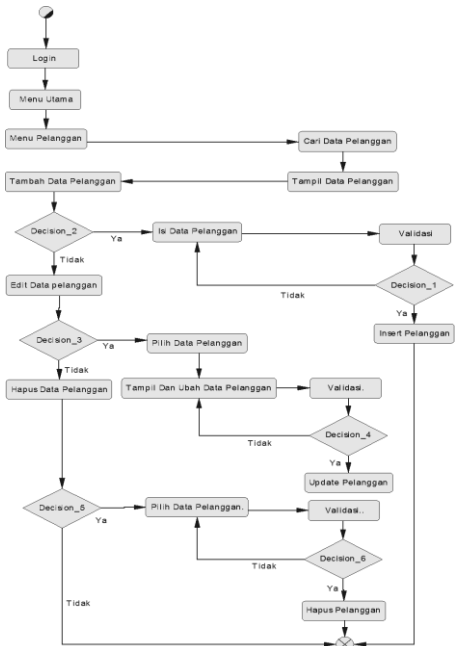 Login
Menu Utama
Menu Pelanggan
Cari Data Pelanggan
Tampil Data Pelanggan
Tambah Data Pelanggan
Decision_2
Ya
Isi Data Pelanggan
Validasi
Tidak
Decision_1
Tidak
Ya
Edit Data pelanggan
Insert Pelanggan
Decision_3
Ya
Pilih Data Pelanggan
Tidak
Hapus Data Pelanggan
Tampil Dan Ubah Data Pelanggan
Validasi.
Decision_4
Tidak
Ya
Update Pelanggan
Decision_5
Ya
Pilih Data Pelanggan.
Validasi..
Decision_6
Tidak
Ya
Tidak
Hapus Pelanggan